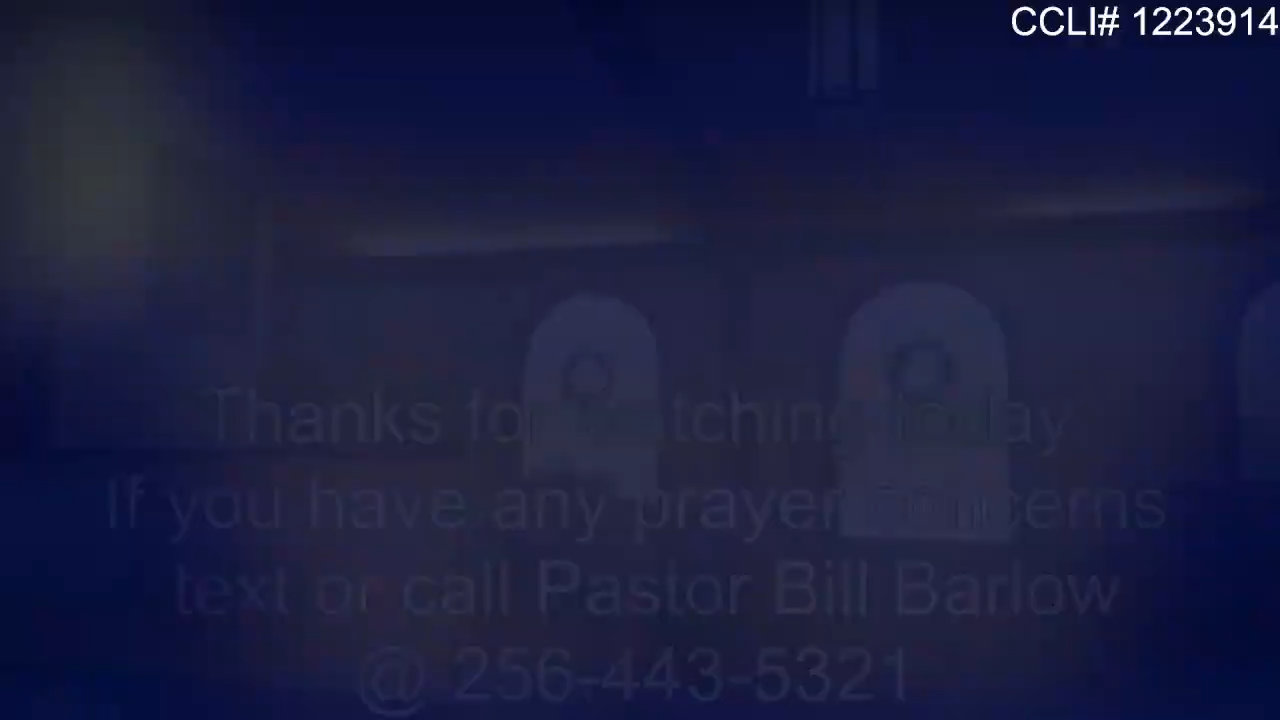 CCLI# 1223914
Thanks for watching today
If you have any prayer concerns
text or call Pastor Bill Barlow
@ 256-443-5321